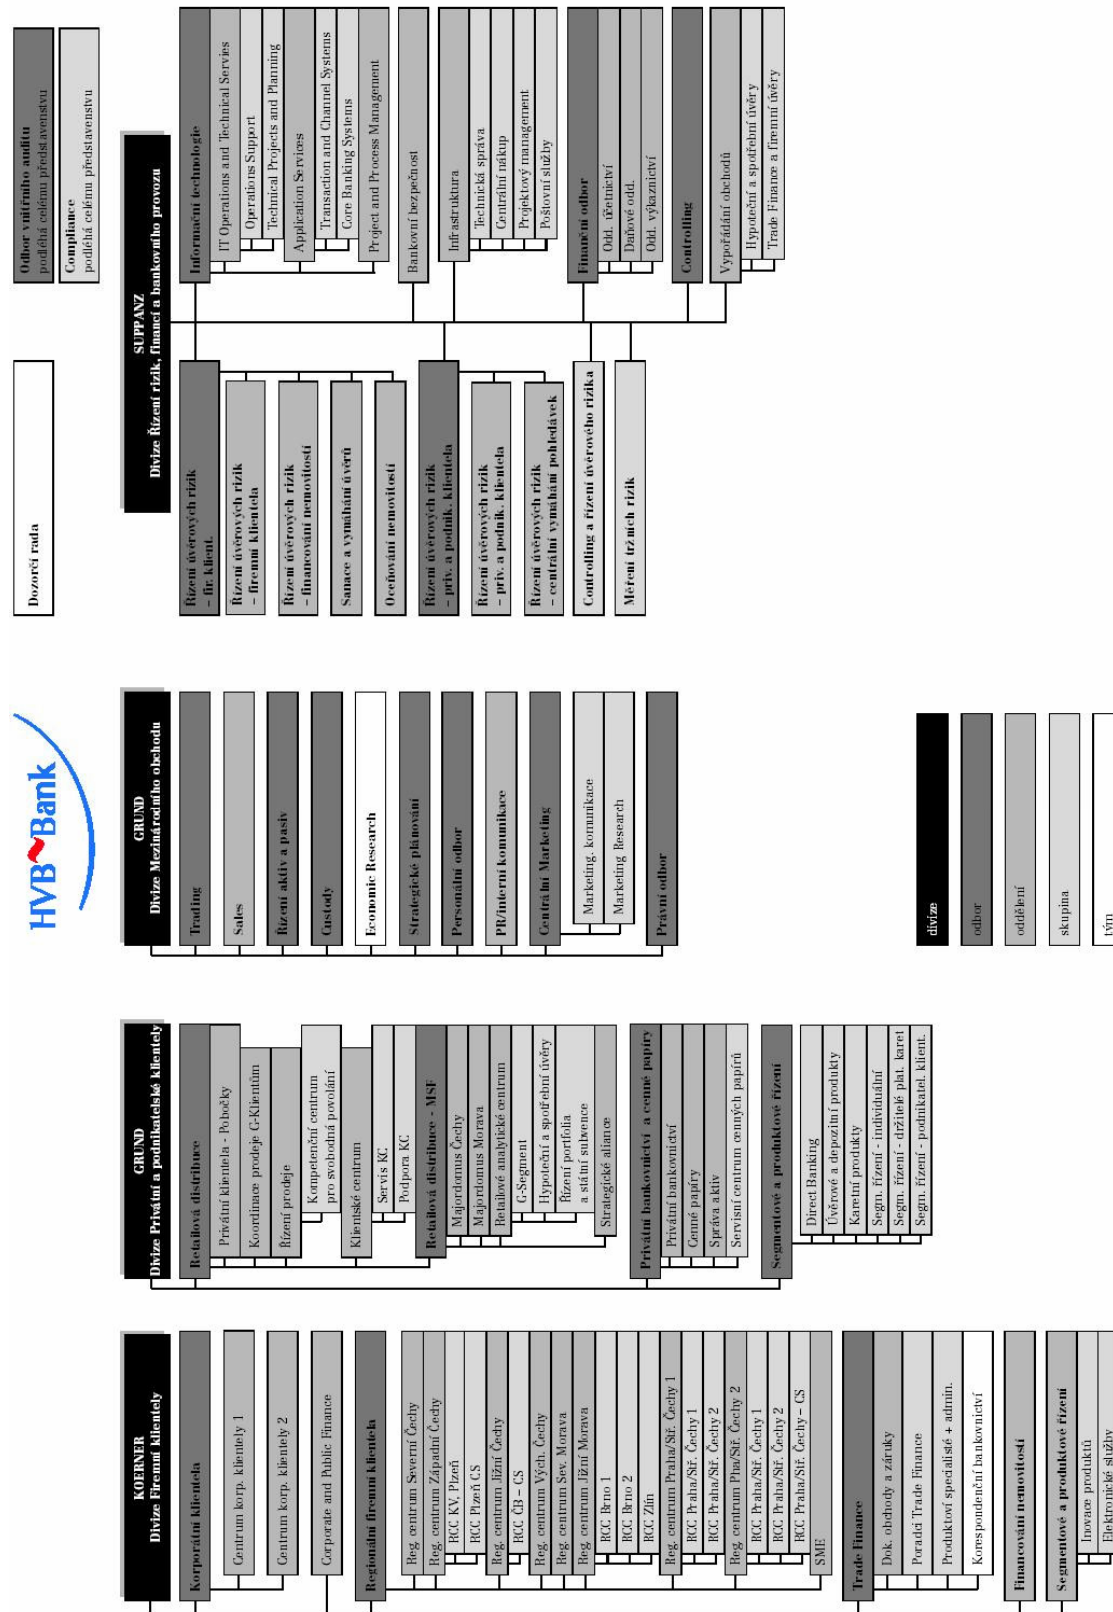 HVB Bank
Dozorčí rada
Odbor vnitřního auditu
podléhá celému představenstvu
Compliance
podléhá celému představenstvu
KOERNER
Divize Firemní klientely
Korporátní klientela
Centrum korp. klientely 1
Centrum korp. klientely 2
Corporate and Public Finance
Regionální firemní klientela
Reg. centrum Severní Čechy
Reg. centrum Západní Čechy
RCC KV, Plzeň
RCC Plzeň CS
Reg. centrum Jižní Čechy
RCC ČB – CS
Reg. centrum Vých. Čechy
Reg. centrum Sev. Morava
Reg. centrum Jižní Morava
RCC Brno 1
RCC Brno 2
RCC Zlín
Reg. centrum Praha/Stř. Čechy 1
RCC Praha/Stř. Čechy 1
RCC Praha/Stř. Čechy 2
Reg. centrum Pha/Stř. Čechy 2
RCC Praha/Stř. Čechy 1
RCC Praha/Stř. Čechy 2
RCC Praha/Stř. Čechy – CS
SME
Trade Finance
Dok. obchody a záruky
Poradci Trade Finance
Produktoví specialisté + admin.
Korespondenční bankovnictví
Financování nemovitostí
Segmentové a produktové řízení
Inovace produktů
Elektronické služby
GRUND
Divize Privátní a podnikatelské klientely
Retailová distribuce
Privátní klientela - Pobočky
Koordinace prodeje G-Klientům
Řízení prodeje
Kompetenční centrum
pro svobodná povolání
Klientské centrum
Servis KC
Podpora KC
Retailová distribuce - MSF
Majordomus Čechy
Majordomus Morava
Retailové analytické centrum
G-Segment
Hypoteční a spotřební úvěry
Řízení portfolia
a státní subvence
Strategické aliance
Privátní bankovnictví a cenné papíry
Privátní bankovnictví
Cenné papíry
Správa aktiv
Servisní centrum cenných papírů
Segmentové a produktové řízení
Direct Banking
Úvěrové a depozitní produkty
Karetní produkty
Segm. řízení - individuální
Segm. řízení - držitelé plat. karet
Segm. řízení - podnikatel. klient.
GRUND
Divize Mezinárodního obchodu
Trading
Sales
Řízení aktiv a pasiv
Custody
Economic Research
Strategické plánování
Personální odbor
PR/interní komunikace
Centrální Marketing
Marketing. komunikace
Marketing Research
Právní odbor
SUPPANZ
Divize Řízení rizik, financí a bankovního provozu
Řízení úvěrových rizik
– fir. klient.
Řízení úvěrových rizik
– firemní klientela
Řízení úvěrových rizik
– financování nemovitostí
Sanace a vymáhání úvěrů
Oceňování nemovitostí
Řízení úvěrových rizik
– priv. a podnik. klientela
Řízení úvěrových rizik
– priv. a podnik. klientela
Řízení úvěrových rizik
– centrální vymáhání pohledávek
Controlling a řízení úvěrového rizika
Měření tržních rizik
Informační technologie
IT Operations and Technical Servies
Operations Support
Technical Projects and Planning
Application Services
Transaction and Channel Systems
Core Banking Systems
Project and Process Management
Bankovní bezpečnost
Infrastruktura
Technická správa
Centrální nákup
Projektový management
Poštovní služby
Finanční odbor
Odd. účetnictví
Daňové odd.
Odd. výkaznictví
Controlling
Vypořádání obchodů
Hypoteční a spotřební úvěry
Trade Finance a firemní úvěry
divize
odbor
oddělení
skupina
tým